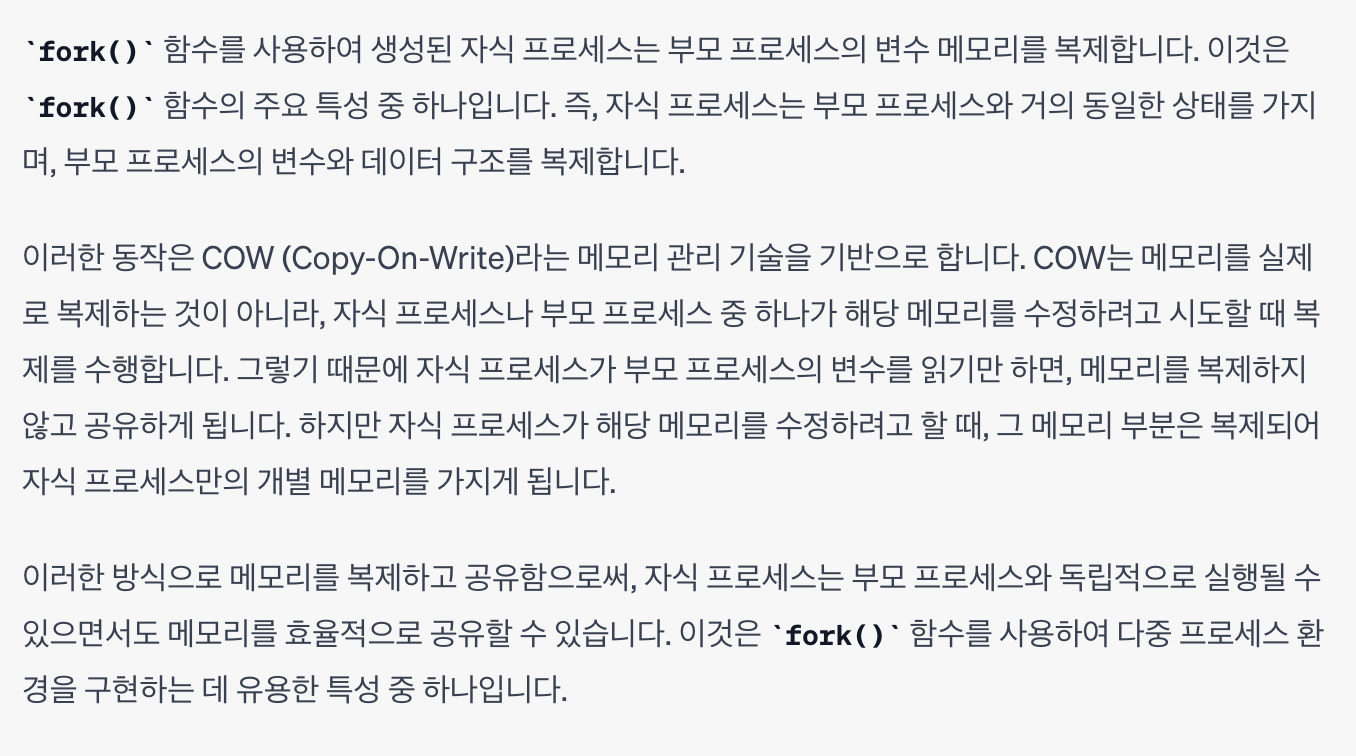 `fork()` 함수를 사용하여 생성된 자식 프로세스는 부모 프로세스의 변수 메모리를 복제합니다. 이것은
`fork()` 함수의 주요 특성 중 하나입니다. 즉, 자식 프로세스는 부모 프로세스와 거의 동일한 상태를 가지
며, 부모 프로세스의 변수와 데이터 구조를 복제합니다.
이러한 동작은 COW (Copy-On-Write)라는 메모리 관리 기술을 기반으로 합니다. COW는 메모리를 실제
로 복제하는 것이 아니라, 자식 프로세스나 부모 프로세스 중 하나가 해당 메모리를 수정하려고 시도할 때 복
제를 수행합니다. 그렇기 때문에 자식 프로세스가 부모 프로세스의 변수를 읽기만 하면, 메모리를 복제하지
않고 공유하게 됩니다. 하지만 자식 프로세스가 해당 메모리를 수정하려고 할 때, 그 메모리 부분은 복제되어
자식 프로세스만의 개별 메모리를 가지게 됩니다.
이러한 방식으로 메모리를 복제하고 공유함으로써, 자식 프로세스는 부모 프로세스와 독립적으로 실행될 수
있으면서도 메모리를 효율적으로 공유할 수 있습니다. 이것은 `fork()` 함수를 사용하여 다중 프로세스 환
경을 구현하는 데 유용한 특성 중 하나입니다.